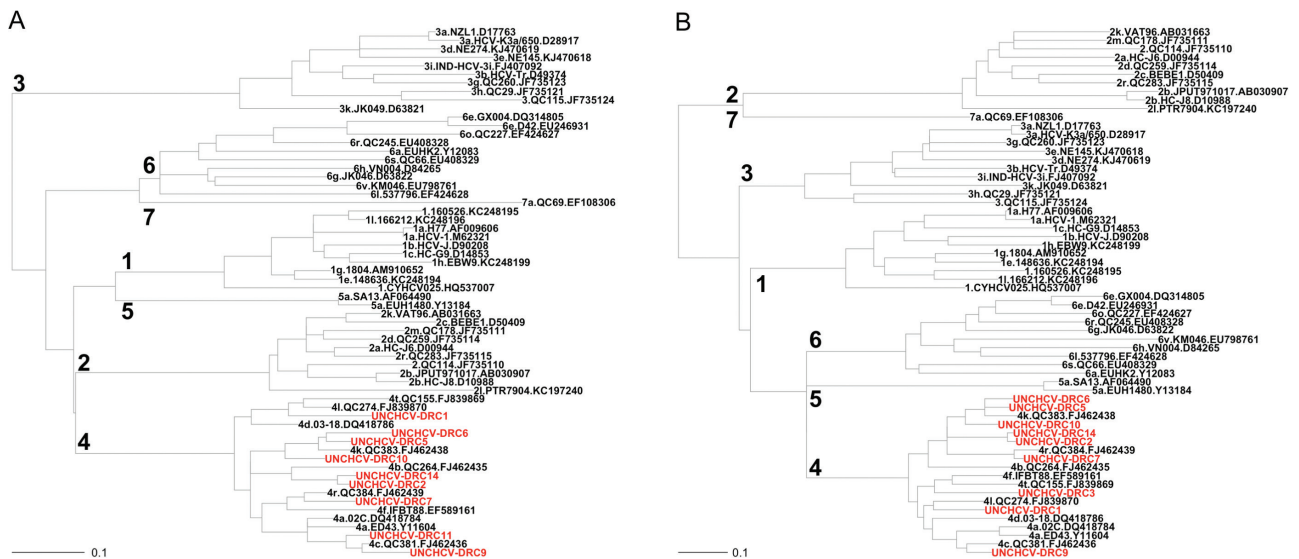 A
3a.NZL1.D17763
3a.HCV-K3a/650.D28917
3d.NE274.KJ470619
3e.NE145.KJ470618
3i.IND-HCV-3i.FJ407092
3b.HCV-Tr.D49374
3g.QC260.JF735123
3h.QC29.JF735121
3.QC115.JF735124
3k.JK049.D63821
3
6e.GX004.DQ314805
6e.D42.EU246931
6o.QC227.EF424627
6r.QC245.EU408328
6a.EUHK2.Y12083
6s.QC66.EU408329
6h.VN004.D84265
6g.JK046.D63822
6v.KM046.EU798761
6l.537796.EF424628
6
7a.QC69.EF108306
7
1.160526.KC248195
1l.166212.KC248196
1a.H77.AF009606
1a.HCV-1.M62321
1b.HCV-J.D90208
1c.HC-G9.D14853
1h.EBW9.KC248199
1g.1804.AM910652
1e.148636.KC248194
1.CYHCV025.HQ537007
1
5a.SA13.AF064490
5a.EUH1480.Y13184
5
2k.VAT96.AB031663
2c.BEBE1.D50409
2m.QC178.JF735111
2d.QC259.JF735114
2a.HC-J6.D00944
2r.QC283.JF735115
2.QC114.JF735110
2b.JPUT971017.AB030907
2b.HC-J8.D10988
2l.PTR7904.KC197240
2
4t.QC155.FJ839869
4l.QC274.FJ839870
UNCHCV-DRC1
4d.03-18.DQ418786
UNCHCV-DRC6
UNCHCV-DRC5
4k.QC383.FJ462438
UNCHCV-DRC10
4b.QC264.FJ462435
UNCHCV-DRC14
UNCHCV-DRC2
4r.QC384.FJ462439
UNCHCV-DRC7
4f.IFBT88.EF589161
4a.02C.DQ418784
4a.ED43.Y11604
UNCHCV-DRC11
4c.QC381.FJ462436
UNCHCV-DRC9
4
0.1
B
2k.VAT96.AB031663
2m.QC178.JF735111
2.QC114.JF735110
2a.HC-J6.D00944
2d.QC259.JF735114
2c.BEBE1.D50409
2r.QC283.JF735115
2b.JPUT971017.AB030907
2b.HC-J8.D10988
2l.PTR7904.KC197240
2
7a.QC69.EF108306
7
3a.NZL1.D17763
3a.HCV-K3a/650.D28917
3g.QC260.JF735123
3e.NE145.KJ470618
3d.NE274.KJ470619
3b.HCV-Tr.D49374
3i.IND-HCV-3i.FJ407092
3k.JK049.D63821
3h.QC29.JF735121
3.QC115.JF735124
3
1a.H77.AF009606
1a.HCV-1.M62321
1c.HC-G9.D14853
1b.HCV-J.D90208
1h.EBW9.KC248199
1g.1804.AM910652
1e.148636.KC248194
1.160526.KC248195
1l.166212.KC248196
1.CYHCV025.HQ537007
1
6e.GX004.DQ314805
6e.D42.EU246931
6o.QC227.EF424627
6r.QC245.EU408328
6g.JK046.D63822
6v.KM046.EU798761
6h.VN004.D84265
6l.537796.EF424628
6s.QC66.EU408329
6a.EUHK2.Y12083
6
5a.SA13.AF064490
5a.EUH1480.Y13184
5
UNCHCV-DRC6
UNCHCV-DRC5
4k.QC383.FJ462438
UNCHCV-DRC10
UNCHCV-DRC14
UNCHCV-DRC2
4r.QC384.FJ462439
UNCHCV-DRC7
4b.QC264.FJ462435
4f.IFBT88.EF589161
4t.QC155.FJ839869
UNCHCV-DRC3
4l.QC274.FJ839870
UNCHCV-DRC1
4d.03-18.DQ418786
4a.02C.DQ418784
4a.ED43.Y11604
4c.QC381.FJ462436
UNCHCV-DRC9
4
0.1